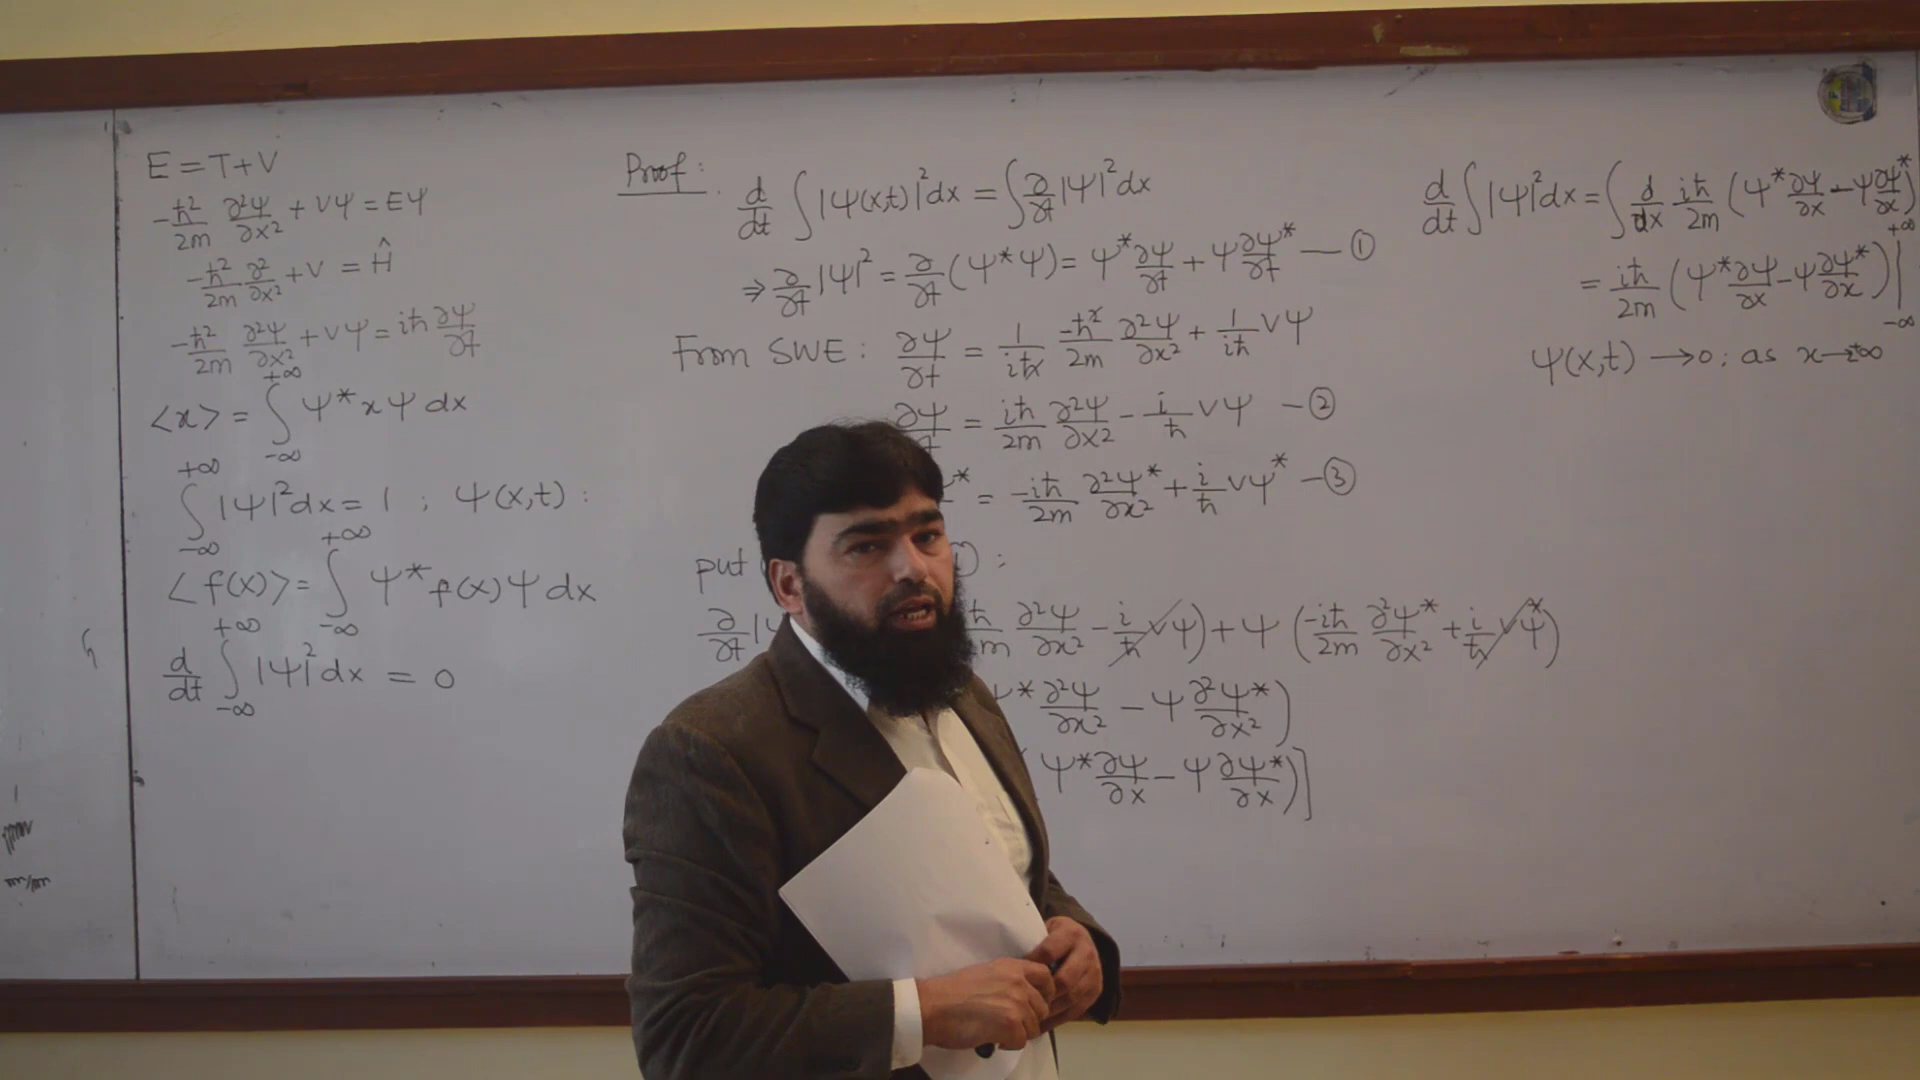 E = T + V
-ħ²/2m ∂²Ψ/∂x² + VΨ = EΨ
-ħ²/2m ∂²/∂x² + V = Ĥ
-ħ²/2m ∂²Ψ/∂x² + VΨ = iħ ∂Ψ/∂t
<x> = ∫_{-∞}^{+∞} Ψ* x Ψ dx
∫_{-∞}^{+∞} |Ψ|² dx = 1 ; Ψ(x,t) :
<f(x)> = ∫_{-∞}^{+∞} Ψ* f(x) Ψ dx
d/dt ∫_{-∞}^{+∞} |Ψ|² dx = 0
Proof :
d/dt ∫ |Ψ(x,t)|² dx = ∫ ∂/∂t |Ψ|² dx
⇒ ∂/∂t |Ψ|² = ∂/∂t (Ψ* Ψ) = Ψ* ∂Ψ/∂t + Ψ ∂Ψ*/∂t — ①
From SWE : ∂Ψ/∂t = 1/iħ -ħ²/2m ∂²Ψ/∂x² + 1/iħ VΨ
∂Ψ/∂t = iħ/2m ∂²Ψ/∂x² - i/ħ VΨ — ②
* = -iħ/2m ∂²Ψ*/∂x² + i/ħ VΨ* — ③
put :
∂/∂t |Ψ ħ/m ∂²Ψ/∂x² - i/ħ VΨ) + Ψ (-iħ/2m ∂²Ψ*/∂x² + i/ħ VΨ*)
Ψ* ∂²Ψ/∂x² - Ψ ∂²Ψ*/∂x²)
Ψ* ∂Ψ/∂x - Ψ ∂Ψ*/∂x)]
d/dt ∫ |Ψ|² dx = ∫ d/dx iħ/2m (Ψ* ∂Ψ/∂x - Ψ ∂Ψ*/∂x)
= iħ/2m (Ψ* ∂Ψ/∂x - Ψ ∂Ψ*/∂x) |_{-∞}^{+∞}
Ψ(x,t) → 0 ; as x → ±∞